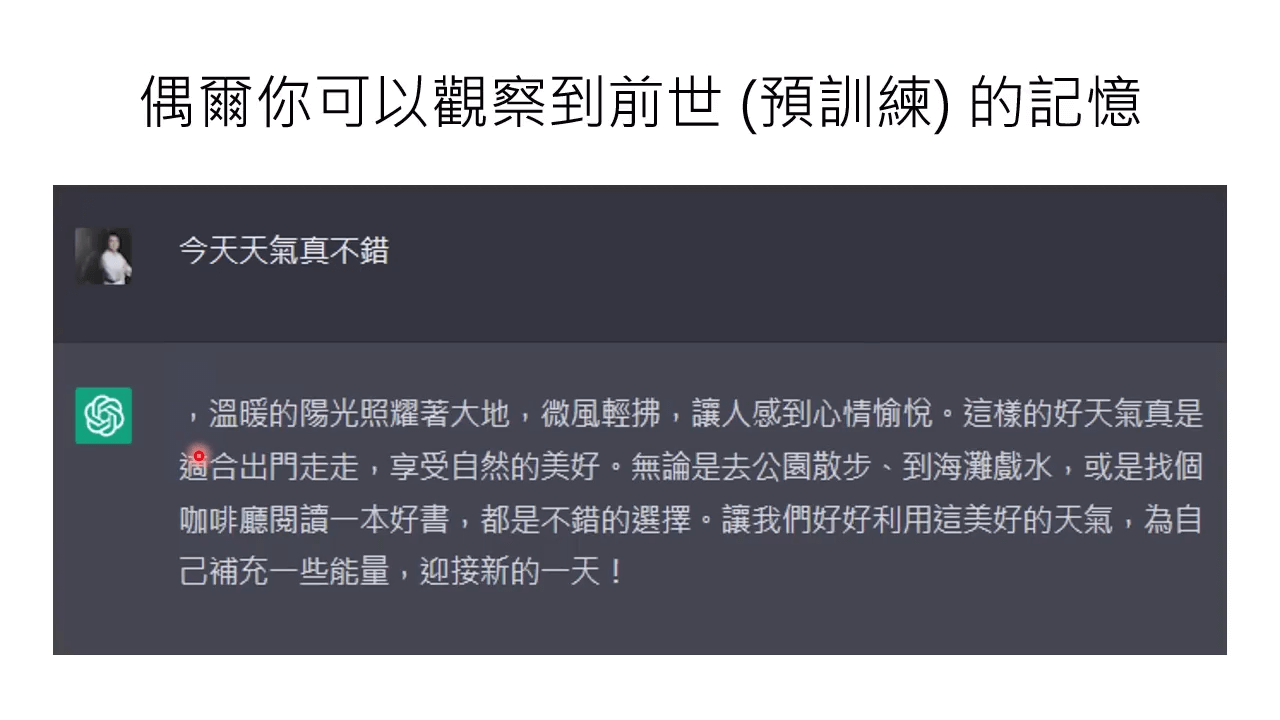 偶爾你可以觀察到前世 (預訓練) 的記憶
今天天氣真不錯
，溫暖的陽光照耀著大地，微風輕拂，讓人感到心情愉悅。這樣的好天氣真是
適合出門走走，享受自然的美好。無論是去公園散步、到海灘戲水，或是找個
咖啡廳閱讀一本好書，都是不錯的選擇。讓我們好好利用這美好的天氣，為自
己補充一些能量，迎接新的一天！